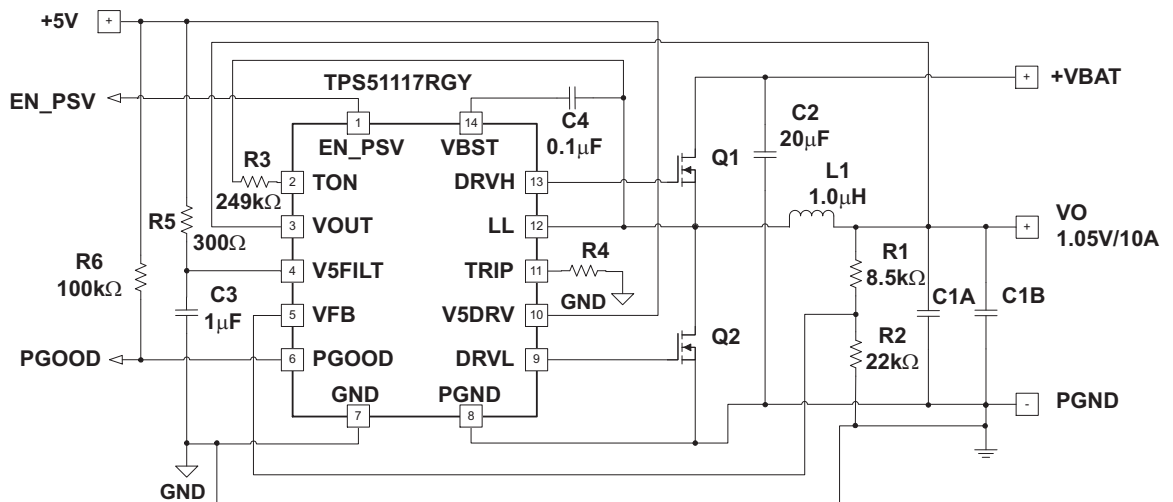 +5V
+
TPS51117RGY
+
+VBAT
EN_PSV
1
14
C4
0.1μF
C2
20μF
EN_PSV
VBST
Q1
R3
249kΩ
2
TON
DRVH
13
L1
1.0μH
R5
300Ω
3
VOUT
LL
12
+
VO
1.05V/10A
R6
100kΩ
4
V5FILT
TRIP
11
R4
GND
R1
8.5kΩ
C3
1μF
C1A
C1B
5
VFB
V5DRV
10
Q2
R2
22kΩ
PGOOD
6
PGOOD
DRVL
9
GND
PGND
-
PGND
7
8
GND